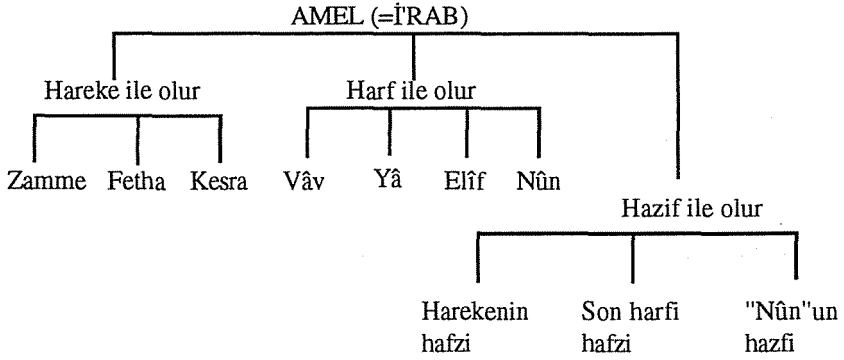 AMEL (=İ'RAB)
Hareke ile olur
Harf ile olur
Zamme Fetha Kesra
Vâv Yâ Elîf Nûn
Hazif ile olur
Harekenin hafzi
Son harfi hafzi
"Nûn"un hazfi